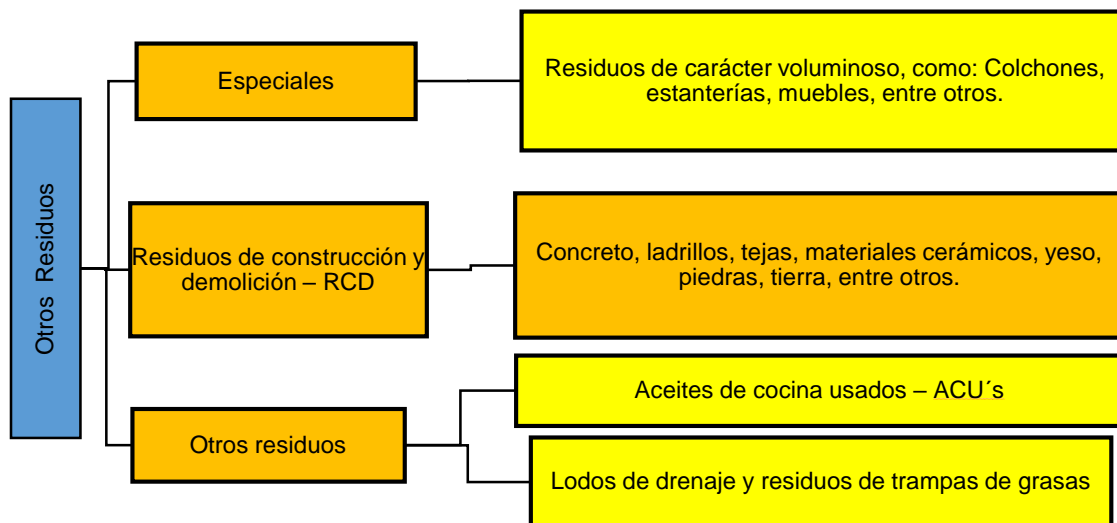 Otros Residuos
Especiales
Residuos de carácter voluminoso, como: Colchones,
estanterías, muebles, entre otros.
Residuos de construcción y
demolición – RCD
Concreto, ladrillos, tejas, materiales cerámicos, yeso,
piedras, tierra, entre otros.
Otros residuos
Aceites de cocina usados – ACU´s
Lodos de drenaje y residuos de trampas de grasas